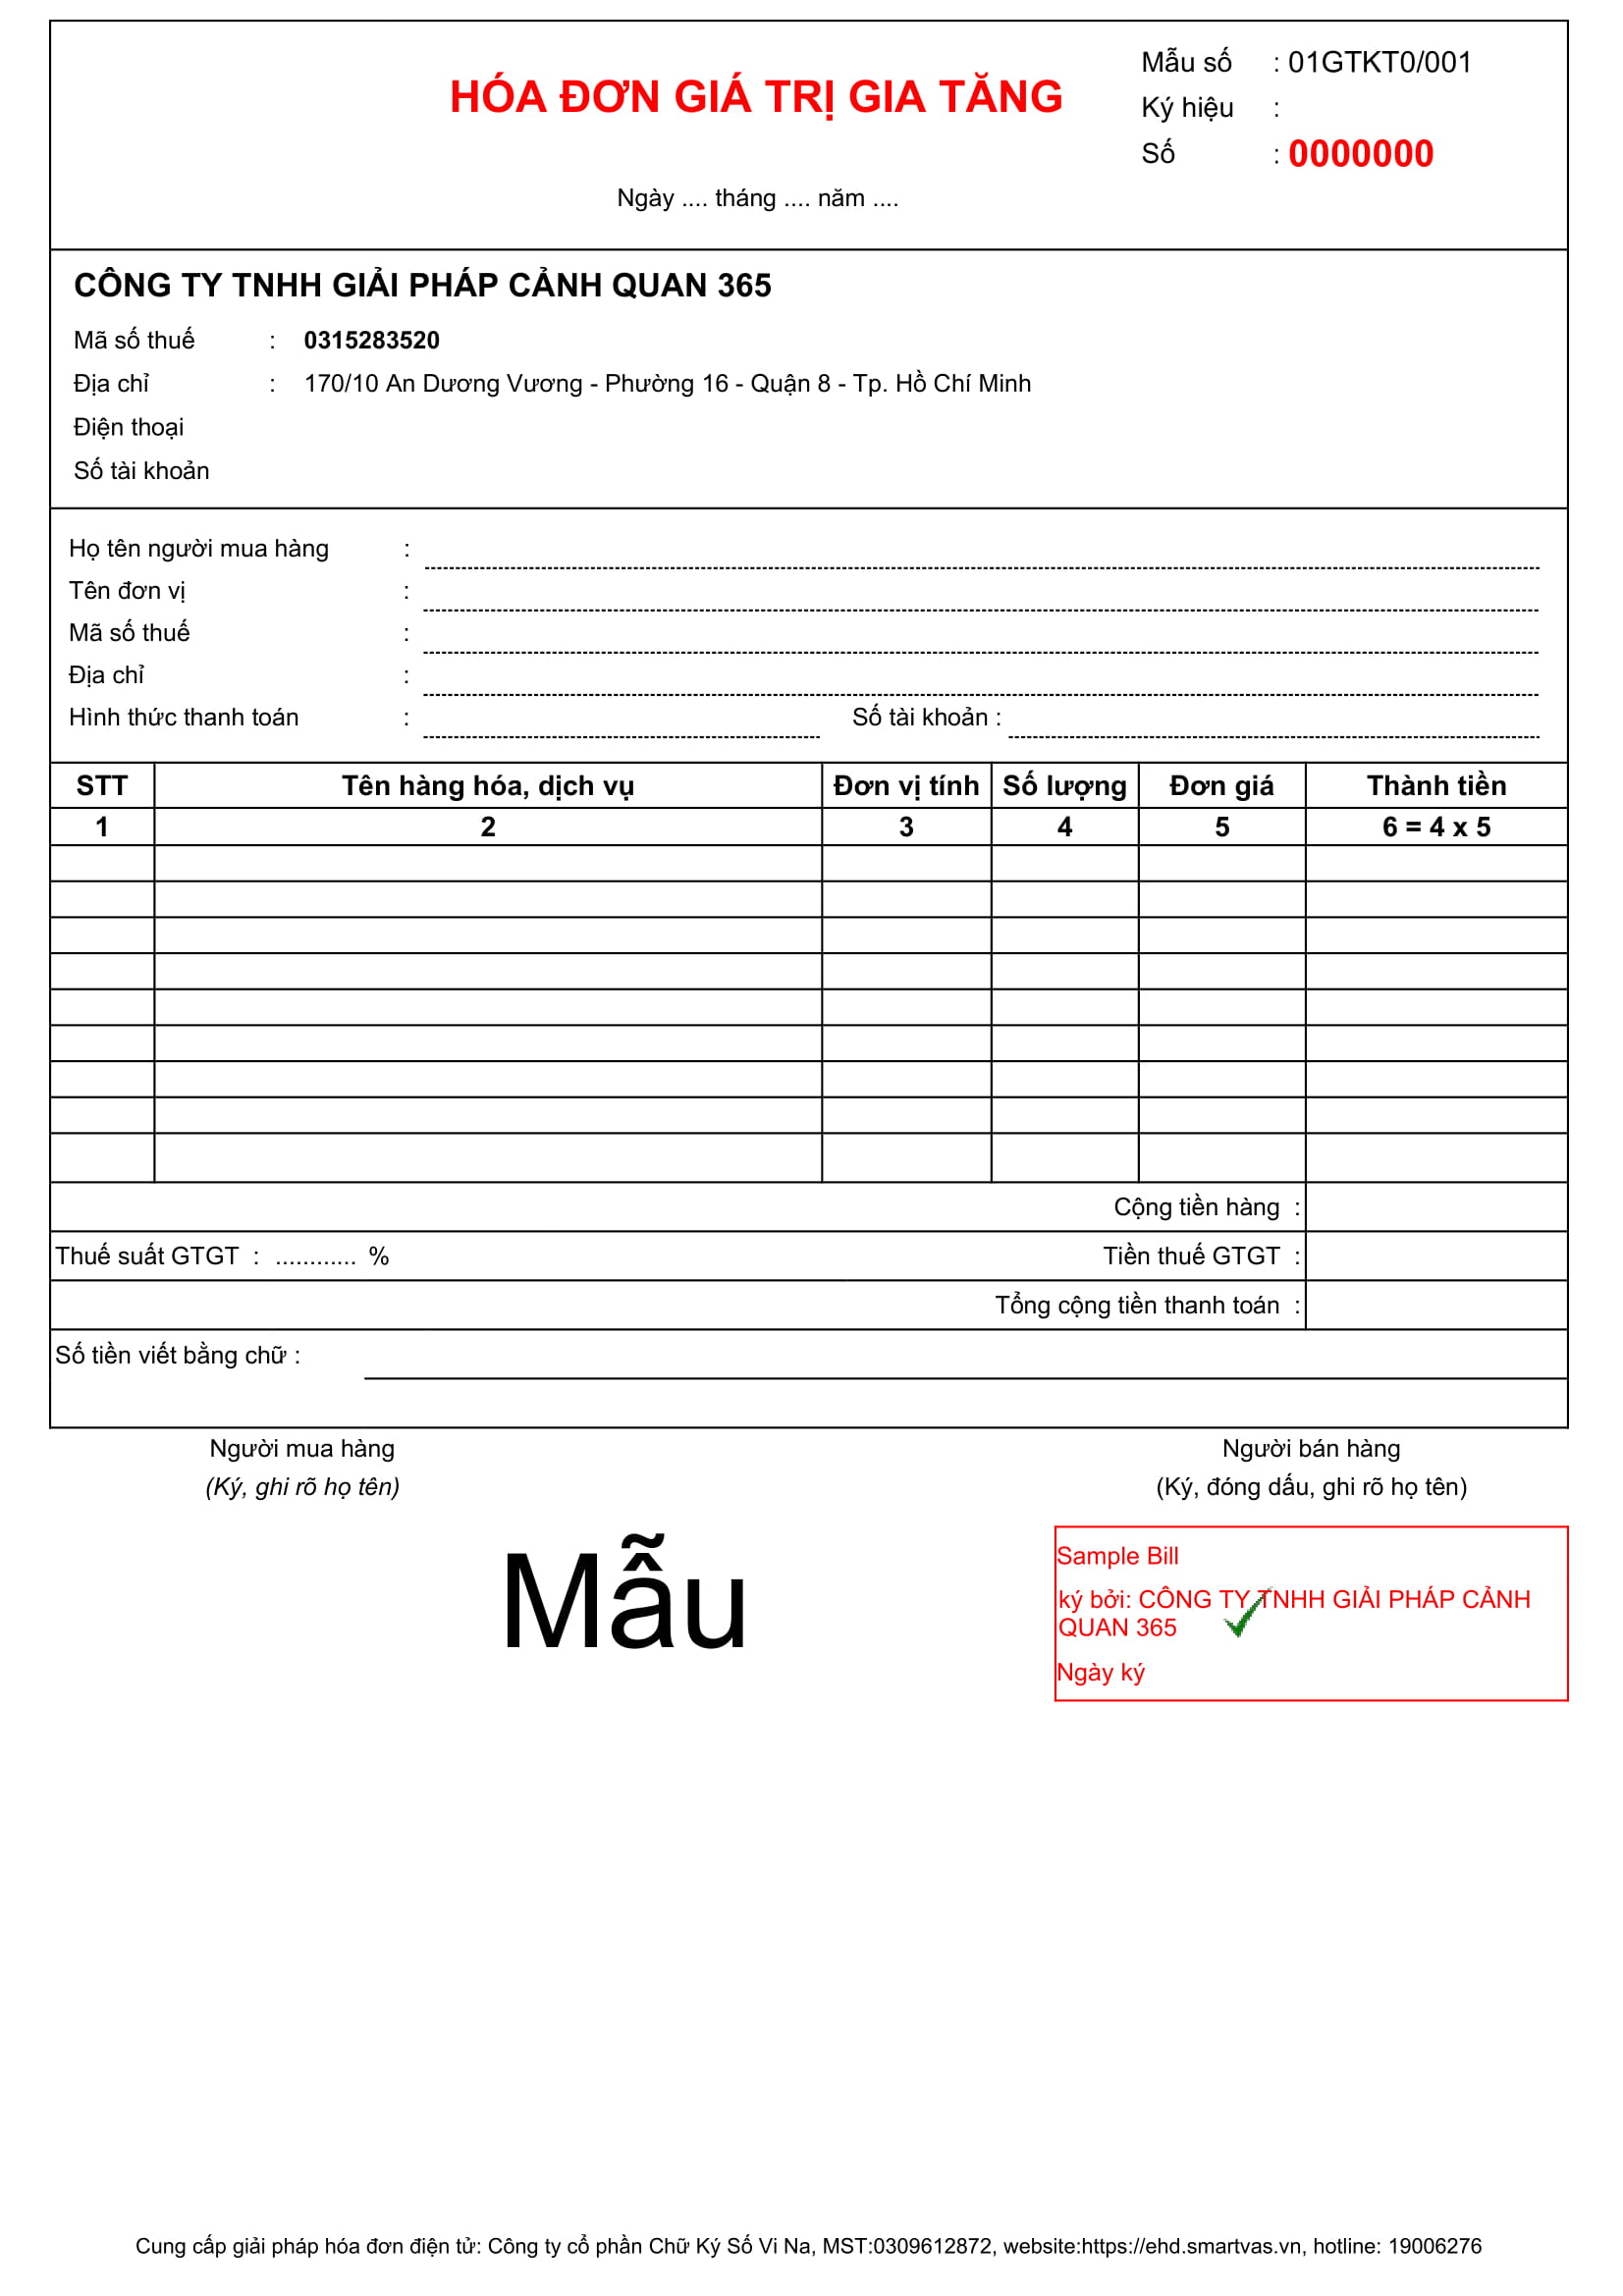 HÓA ĐƠN GIÁ TRỊ GIA TĂNG
Mẫu số : 01GTKT0/001
Ký hiệu :
Số : 0000000
Ngày .... tháng .... năm ....
CÔNG TY TNHH GIẢI PHÁP CẢNH QUAN 365
Mã số thuế : 0315283520
Địa chỉ : 170/10 An Dương Vương - Phường 16 - Quận 8 - Tp. Hồ Chí Minh
Điện thoại
Số tài khoản
Họ tên người mua hàng :
Tên đơn vị :
Mã số thuế :
Địa chỉ :
Hình thức thanh toán : Số tài khoản :
STT Tên hàng hóa, dịch vụ Đơn vị tính Số lượng Đơn giá Thành tiền
1 2 3 4 5 6 = 4 x 5
Cộng tiền hàng :
Thuế suất GTGT : ............ % Tiền thuế GTGT :
Tổng cộng tiền thanh toán :
Số tiền viết bằng chữ :
Người mua hàng Người bán hàng
(Ký, ghi rõ họ tên) (Ký, đóng dấu, ghi rõ họ tên)
Mẫu
Sample Bill
ký bởi: CÔNG TY TNHH GIẢI PHÁP CẢNH
QUAN 365
Ngày ký
Cung cấp giải pháp hóa đơn điện tử: Công ty cổ phần Chữ Ký Số Vi Na, MST:0309612872, website:https://ehd.smartvas.vn, hotline: 19006276